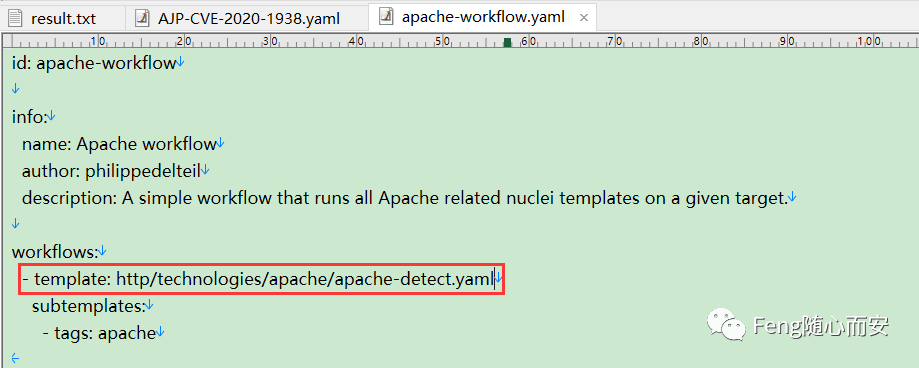 result.txt AJP-CVE-2020-1938.yaml apache-workflow.yaml ×
10 20 30 40 50 60 70 80 90 100
id: apache-workflow↓
↓
info:↓
name: Apache workflow↓
author: philippedelteil↓
description: A simple workflow that runs all Apache related nuclei templates on a given target.↓
↓
workflows:↓
- template: http/technologies/apache/apache-detect.yaml↓
subtemplates:↓
- tags: apache↓
Feng随心而安
←